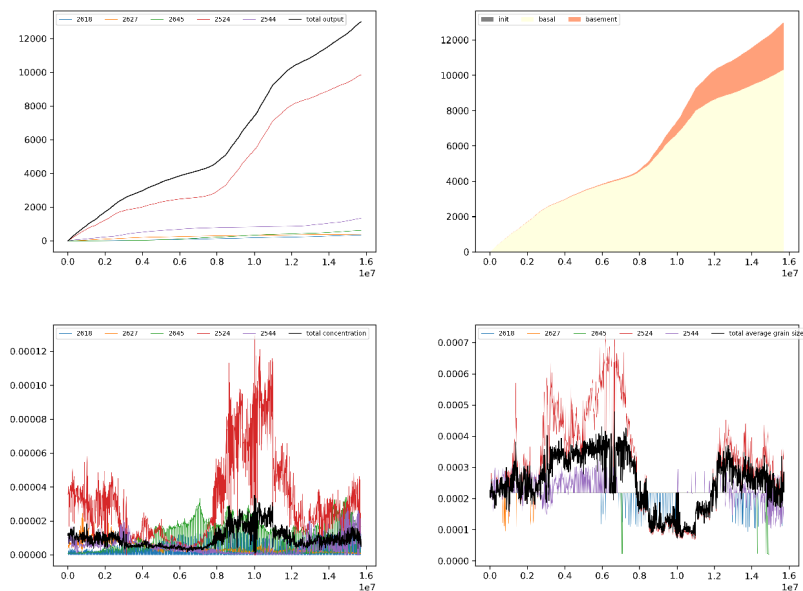 2618 2627 2645 2524 2544 total output
12000
10000
8000
6000
4000
2000
0
0.0 0.2 0.4 0.6 0.8 1.0 1.2 1.4 1.6
1e7
init basal basement
12000
10000
8000
6000
4000
2000
0
0.0 0.2 0.4 0.6 0.8 1.0 1.2 1.4 1.6
1e7
2618 2627 2645 2524 2544 total concentration
0.00012
0.00010
0.00008
0.00006
0.00004
0.00002
0.00000
0.0 0.2 0.4 0.6 0.8 1.0 1.2 1.4 1.6
1e7
2618 2627 2645 2524 2544 total average grain size
0.0007
0.0006
0.0005
0.0004
0.0003
0.0002
0.0001
0.0000
0.0 0.2 0.4 0.6 0.8 1.0 1.2 1.4 1.6
1e7